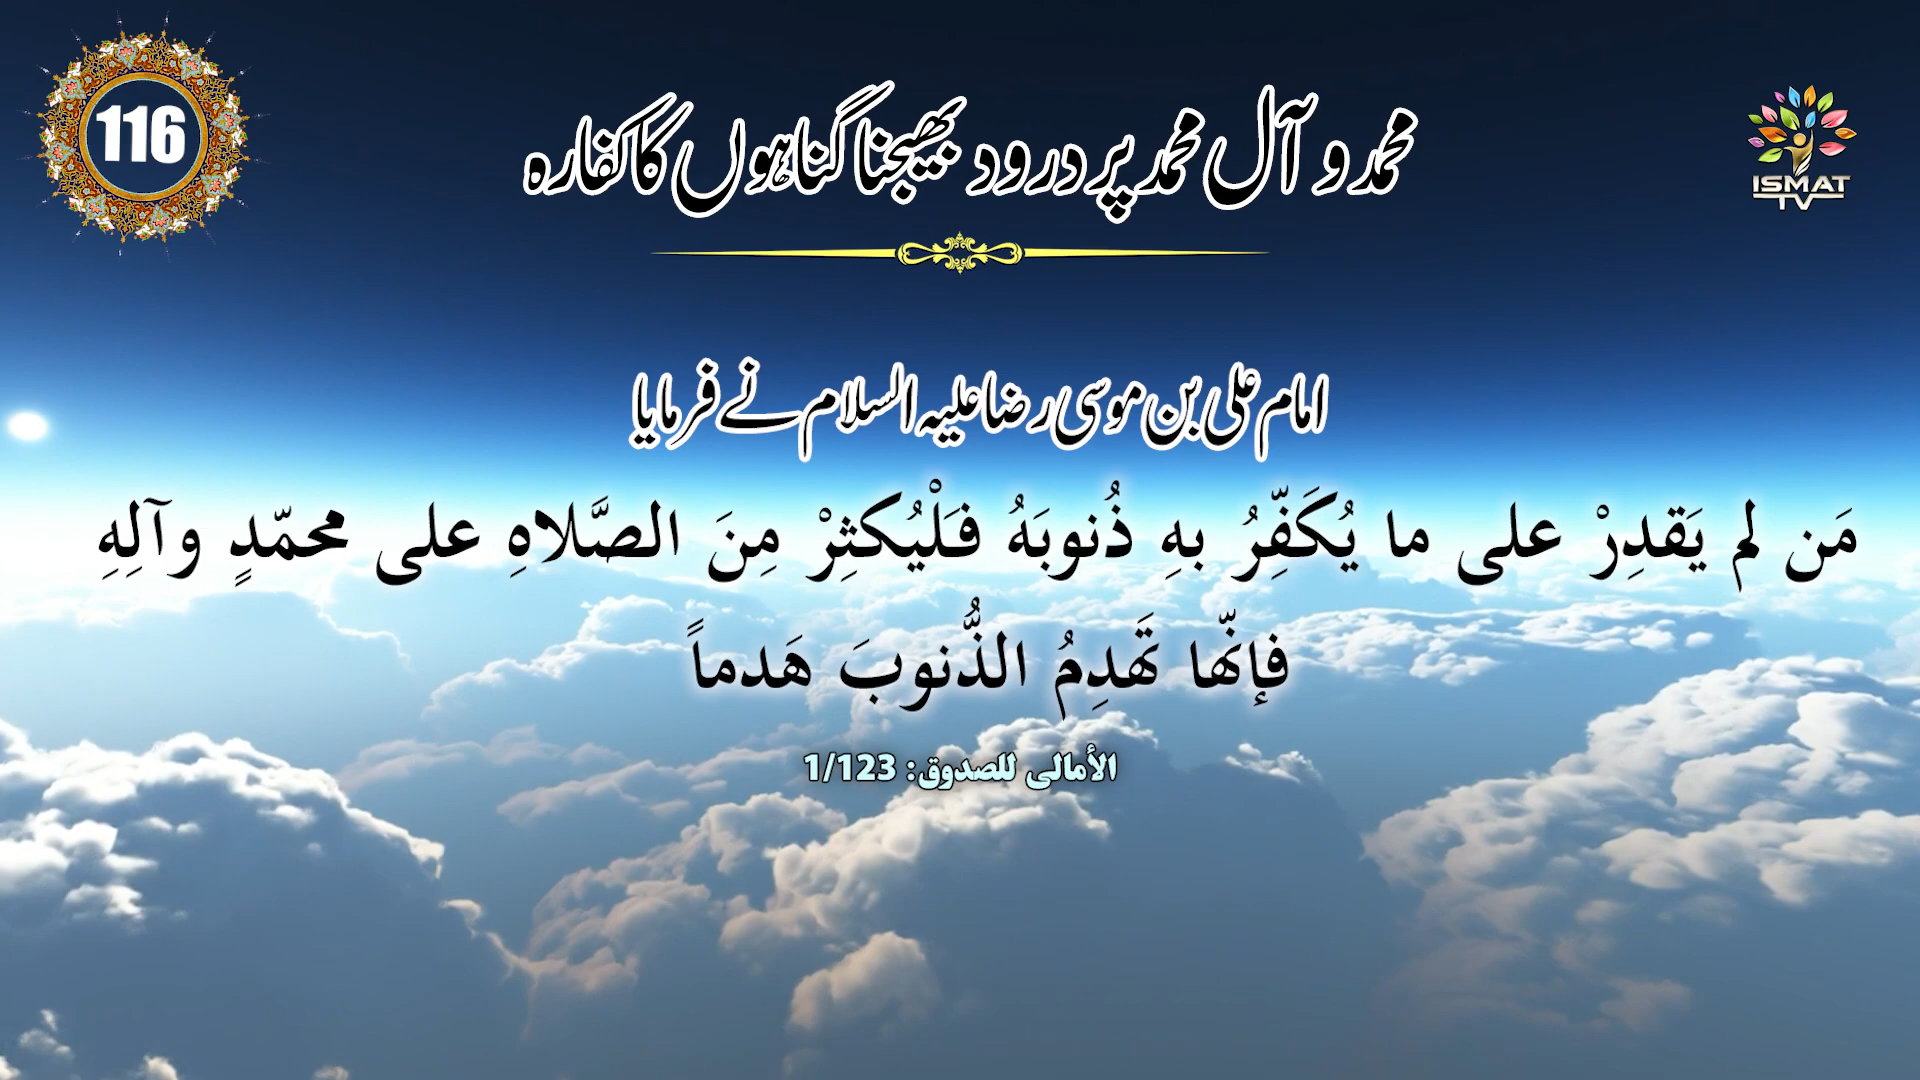 116
محمد و آل محمد پر درود بھیجنا گناہوں کا کفارہ
ISMAT
TV
امام علی بن موسی رضا علیہ السلام نے فرمایا
مَن لم يَقدِرْ على ما يُكَفِّرُ بهِ ذُنوبَهُ فَلْيُكثِرْ مِنَ الصَّلاهِ على محمّدٍ وآلِهِ
فإنّها تَهدِمُ الذُّنوبَ هَدماً
الأمالی للصدوق: 1/123